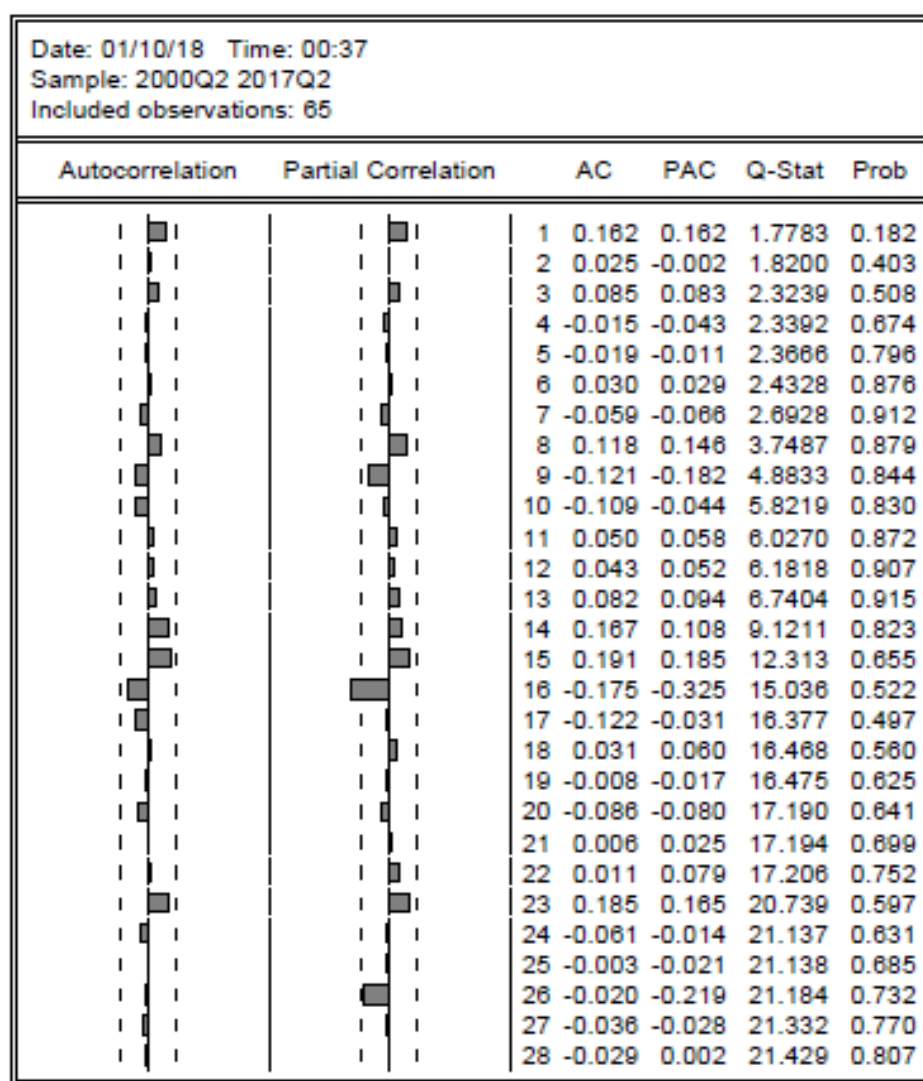 Date: 01/10/18 Time: 00:37
Sample: 2000Q2 2017Q2
Included observations: 65
Autocorrelation Partial Correlation AC PAC Q-Stat Prob
1 0.162 0.162 1.7783 0.182
2 0.025 -0.002 1.8200 0.403
3 0.085 0.083 2.3239 0.508
4 -0.015 -0.043 2.3392 0.674
5 -0.019 -0.011 2.3666 0.796
6 0.030 0.029 2.4328 0.876
7 -0.059 -0.066 2.6928 0.912
8 0.118 0.146 3.7487 0.879
9 -0.121 -0.182 4.8833 0.844
10 -0.109 -0.044 5.8219 0.830
11 0.050 0.058 6.0270 0.872
12 0.043 0.052 6.1818 0.907
13 0.082 0.094 6.7404 0.915
14 0.167 0.108 9.1211 0.823
15 0.191 0.185 12.313 0.655
16 -0.175 -0.325 15.036 0.522
17 -0.122 -0.031 16.377 0.497
18 0.031 0.060 16.468 0.560
19 -0.008 -0.017 16.475 0.625
20 -0.086 -0.080 17.190 0.641
21 0.006 0.025 17.194 0.699
22 0.011 0.079 17.206 0.752
23 0.185 0.165 20.739 0.597
24 -0.061 -0.014 21.137 0.631
25 -0.003 -0.021 21.138 0.685
26 -0.020 -0.219 21.184 0.732
27 -0.036 -0.028 21.332 0.770
28 -0.029 0.002 21.429 0.807